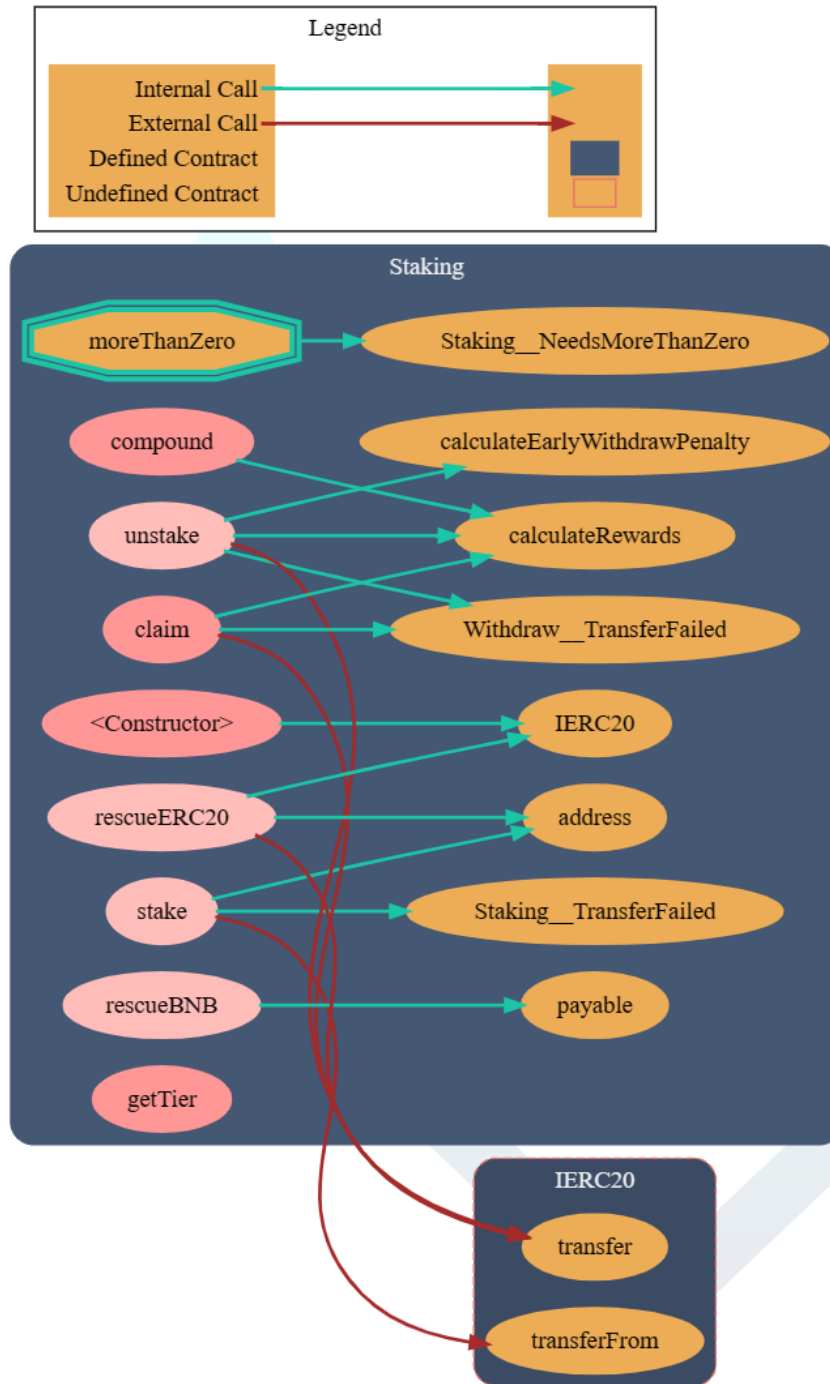 Legend
Internal Call
External Call
Defined Contract
Undefined Contract
Staking
moreThanZero
Staking__NeedsMoreThanZero
compound
calculateEarlyWithdrawPenalty
unstake
calculateRewards
claim
Withdraw__TransferFailed
<Constructor>
IERC20
rescueERC20
address
stake
Staking__TransferFailed
rescueBNB
payable
getTier
IERC20
transfer
transferFrom